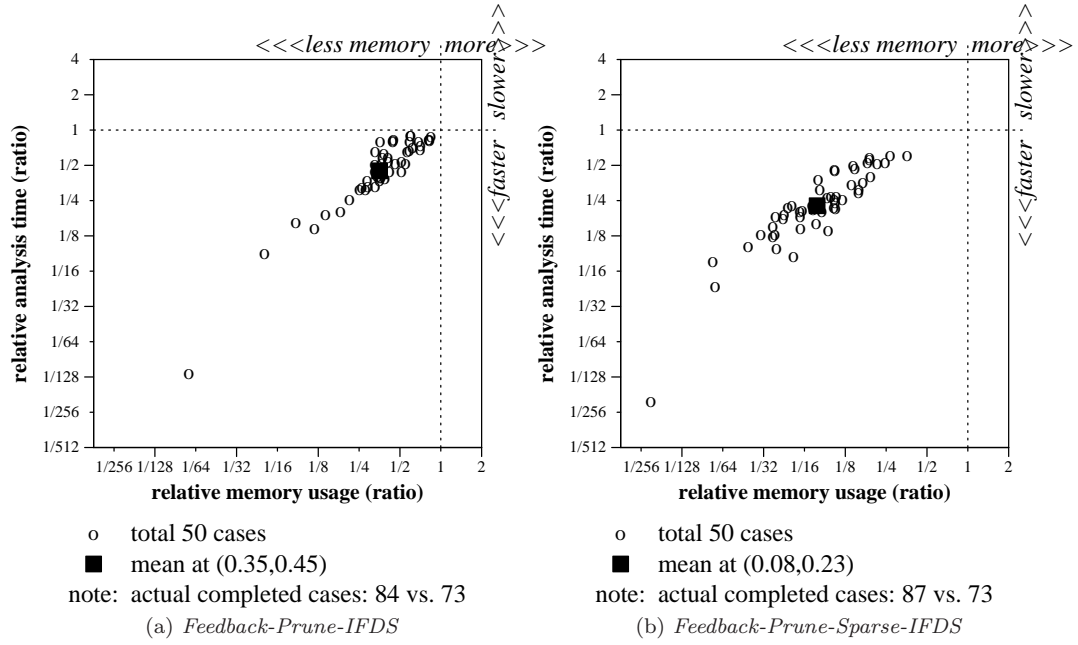 <<<less memory more>>>
<<<faster slower>>>
4
2
1
1/2
1/4
1/8
1/16
1/32
1/64
1/128
1/256
1/512
relative analysis time (ratio)
1/256 1/128 1/64 1/32 1/16 1/8 1/4 1/2 1 2
relative memory usage (ratio)
o total 50 cases
■ mean at (0.35,0.45)
note: actual completed cases: 84 vs. 73
(a) Feedback-Prune-IFDS
<<<less memory more>>>
<<<faster slower>>>
4
2
1
1/2
1/4
1/8
1/16
1/32
1/64
1/128
1/256
1/512
relative analysis time (ratio)
1/256 1/128 1/64 1/32 1/16 1/8 1/4 1/2 1 2
relative memory usage (ratio)
o total 50 cases
■ mean at (0.08,0.23)
note: actual completed cases: 87 vs. 73
(b) Feedback-Prune-Sparse-IFDS